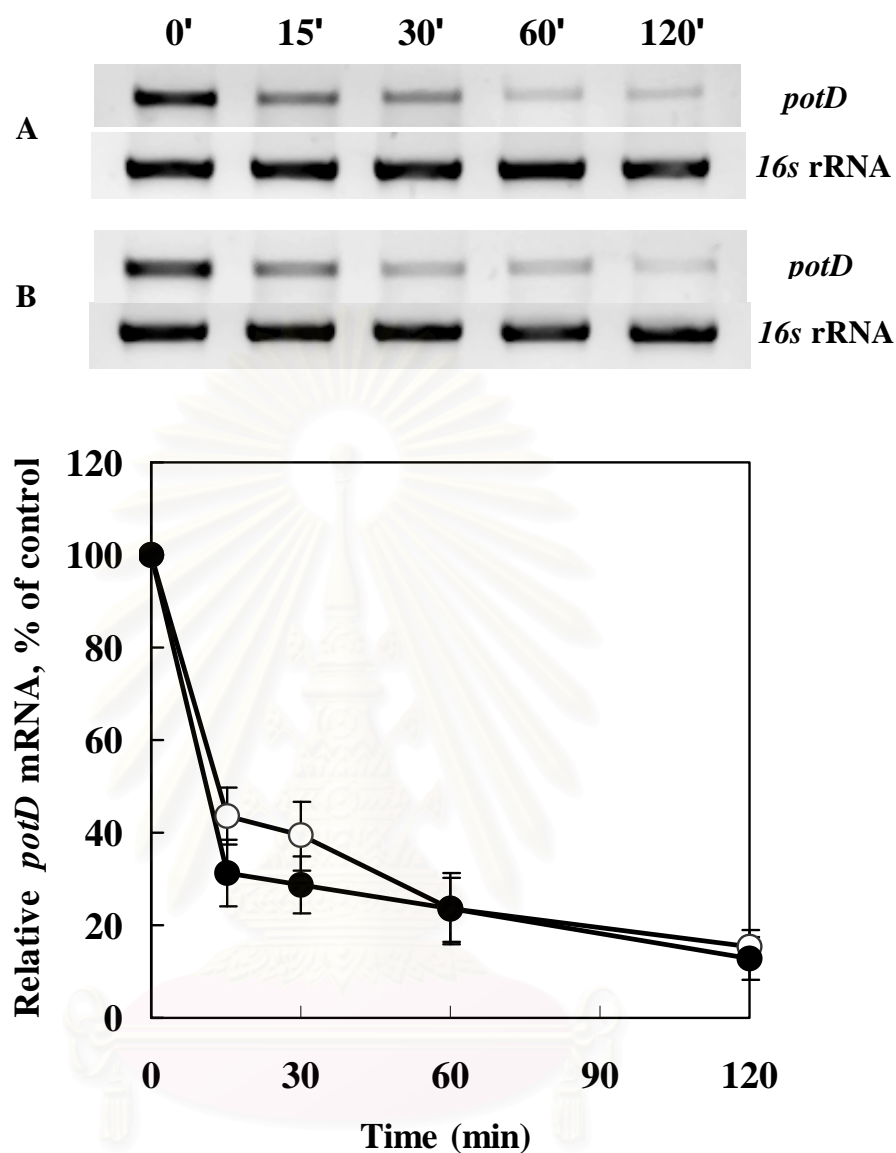 0' 15' 30' 60' 120'
A
potD
16s rRNA
B
potD
16s rRNA
Relative potD mRNA, % of control
120
100
80
60
40
20
0
0 30 60 90 120
Time (min)